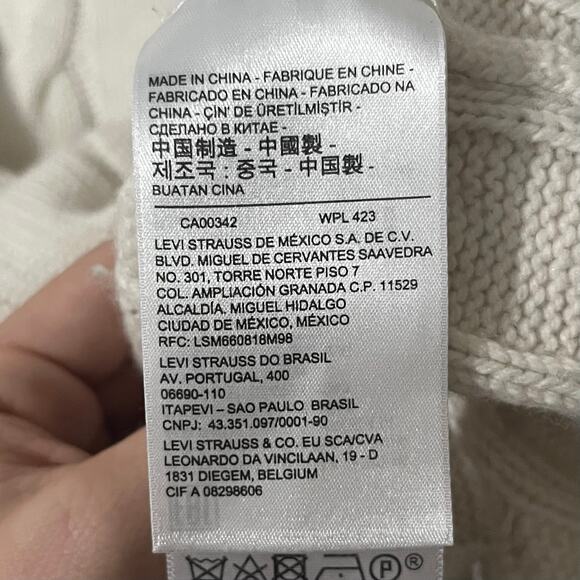 MADE IN CHINA - FABRIQUE EN CHINE -
FABRICADO EN CHINA - FABRICADO NA
CHINA - ÇİN' DE ÜRETİLMİŞTİR -
СДЕЛАНО В КИТАЕ -
中国制造 - 中國製 -
제조국 : 중국 - 中国製 -
BUATAN CINA
CA00342 WPL 423
LEVI STRAUSS DE MÉXICO S.A. DE C.V.
BLVD. MIGUEL DE CERVANTES SAAVEDRA
NO. 301, TORRE NORTE PISO 7
COL. AMPLIACIÓN GRANADA C.P. 11529
ALCALDÍA. MIGUEL HIDALGO
CIUDAD DE MÉXICO, MÉXICO
RFC: LSM660818M98
LEVI STRAUSS DO BRASIL
AV. PORTUGAL, 400
06690-110
ITAPEVI – SAO PAULO BRASIL
CNPJ: 43.351.097/0001-90
LEVI STRAUSS & CO. EU SCA/CVA
LEONARDO DA VINCILAAN, 19 - D
1831 DIEGEM, BELGIUM
CIF A 08298606
P ®